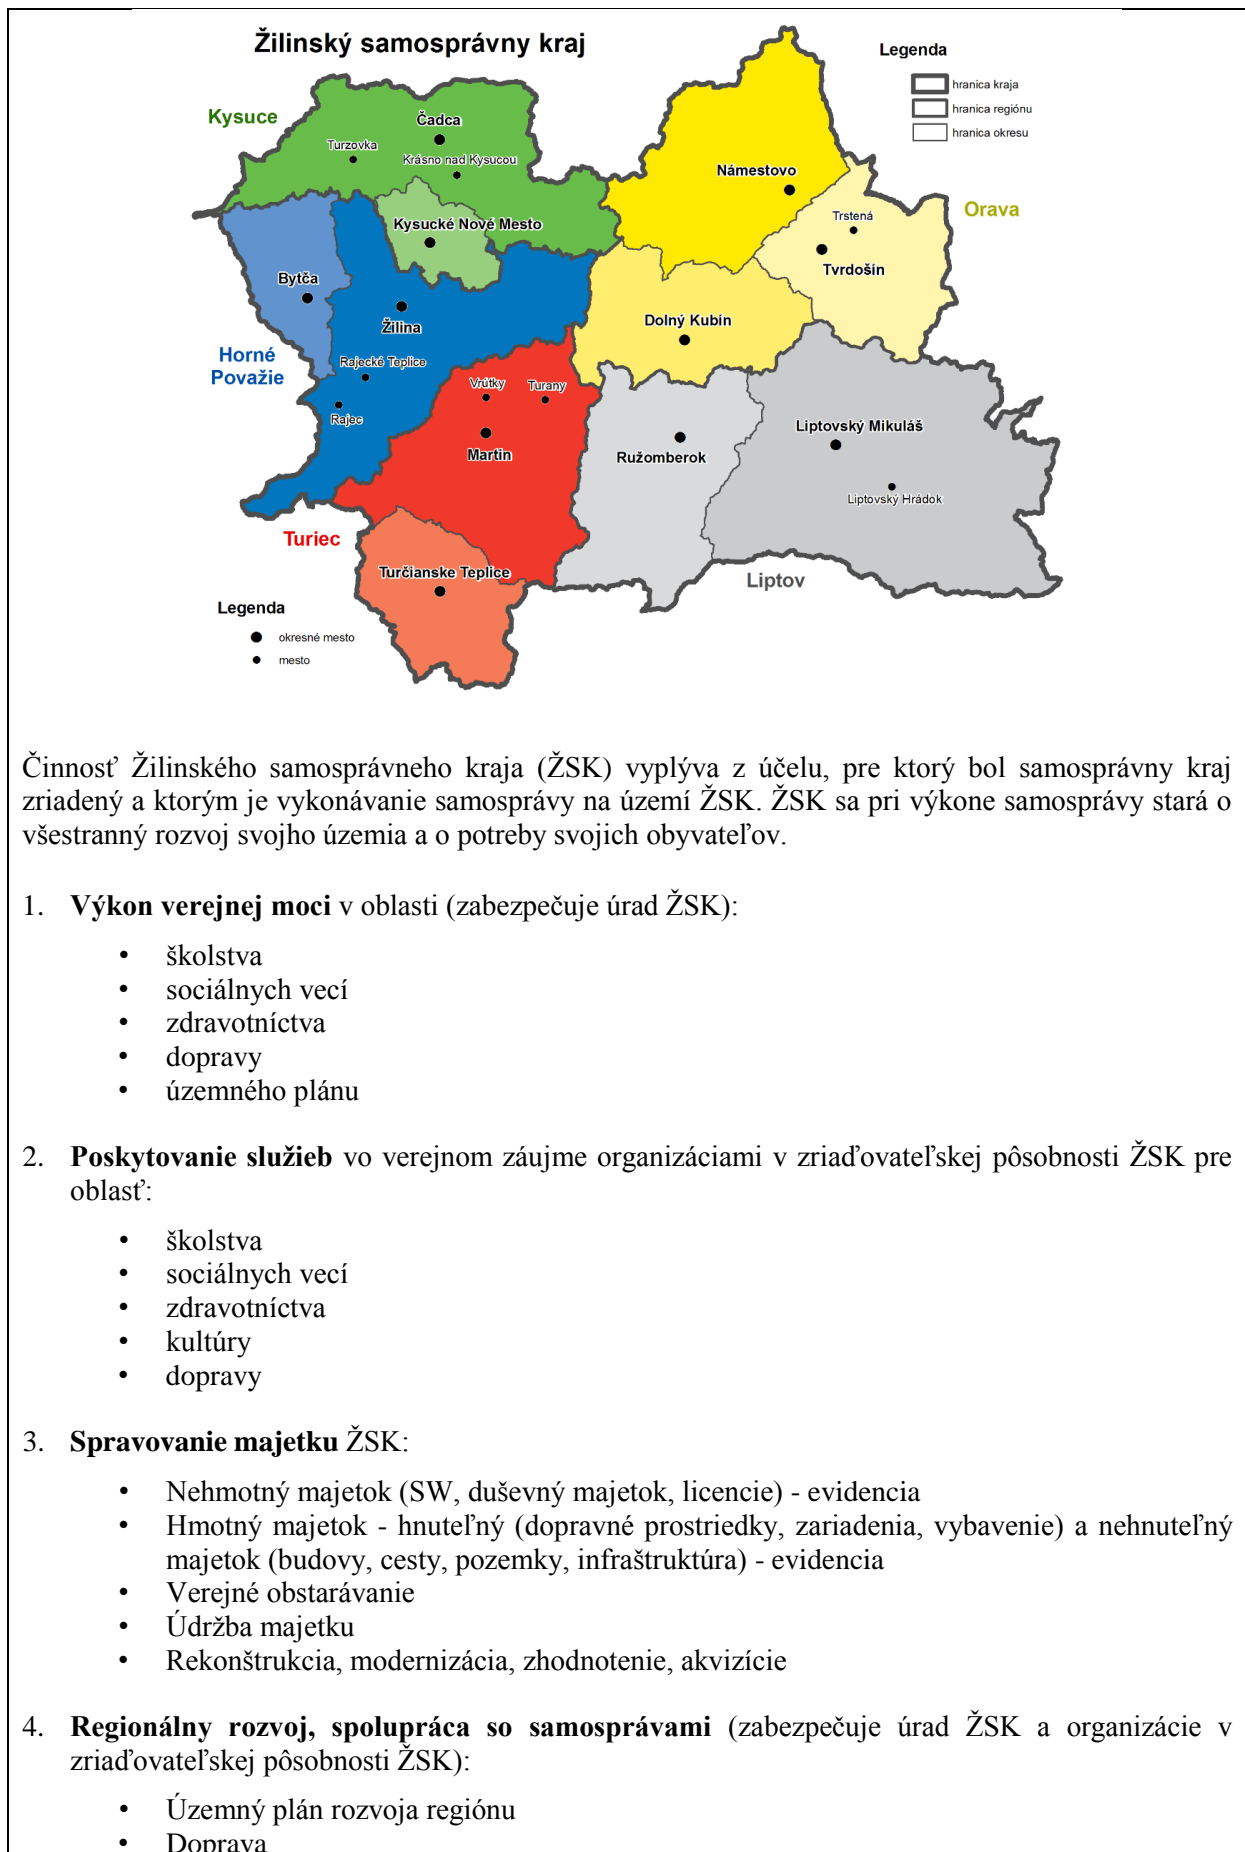 Žilinský samosprávny kraj
Legenda
hranica kraja
hranica regiónu
hranica okresu
Kysuce
Čadca
Turzovka
Krásno nad Kysucou
Kysucké Nové Mesto
Námestovo
Orava
Trstená
Tvrdošín
Bytča
Žilina
Dolný Kubín
Horné
Považie
Rajecké Teplice
Rajec
Vrútky
Turany
Martin
Ružomberok
Liptovský Mikuláš
Liptovský Hrádok
Turiec
Turčianske Teplice
Liptov
Legenda
okresné mesto
mesto
Činnosť Žilinského samosprávneho kraja (ŽSK) vyplýva z účelu, pre ktorý bol samosprávny kraj
zriadený a ktorým je vykonávanie samosprávy na území ŽSK. ŽSK sa pri výkone samosprávy stará o
všestranný rozvoj svojho územia a o potreby svojich obyvateľov.
1. Výkon verejnej moci v oblasti (zabezpečuje úrad ŽSK):
• školstva
• sociálnych vecí
• zdravotníctva
• dopravy
• územného plánu
2. Poskytovanie služieb vo verejnom záujme organizáciami v zriaďovateľskej pôsobnosti ŽSK pre
oblasť:
• školstva
• sociálnych vecí
• zdravotníctva
• kultúry
• dopravy
3. Spravovanie majetku ŽSK:
• Nehmotný majetok (SW, duševný majetok, licencie) - evidencia
• Hmotný majetok - hnuteľný (dopravné prostriedky, zariadenia, vybavenie) a nehnuteľný
majetok (budovy, cesty, pozemky, infraštruktúra) - evidencia
• Verejné obstarávanie
• Údržba majetku
• Rekonštrukcia, modernizácia, zhodnotenie, akvizície
4. Regionálny rozvoj, spolupráca so samosprávami (zabezpečuje úrad ŽSK a organizácie v
zriaďovateľskej pôsobnosti ŽSK):
• Územný plán rozvoja regiónu
• Doprava